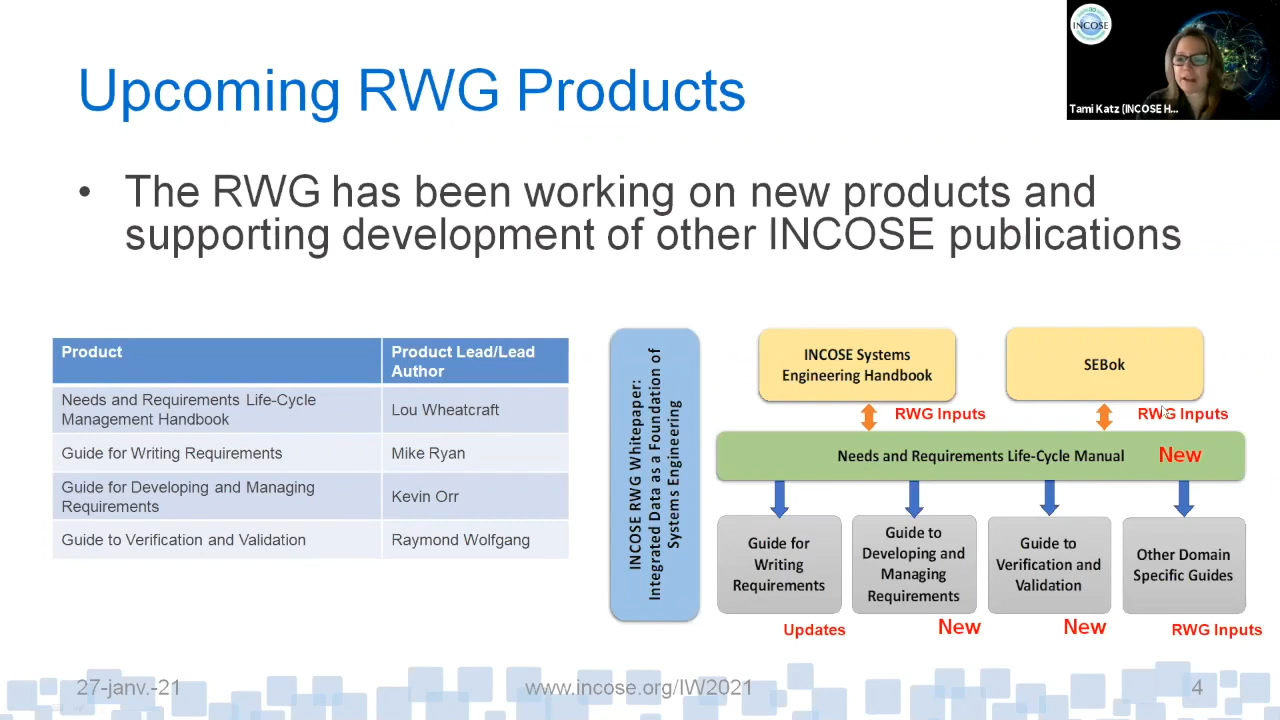 Upcoming RWG Products
INCOSE
Tami Katz (INCOSE H...
• The RWG has been working on new products and
supporting development of other INCOSE publications
Product
Product Lead/Lead
Author
Needs and Requirements Life-Cycle
Management Handbook
Lou Wheatcraft
Guide for Writing Requirements
Mike Ryan
Guide for Developing and Managing
Requirements
Kevin Orr
Guide to Verification and Validation
Raymond Wolfgang
INCOSE RWG Whitepaper:
Integrated Data as a Foundation of
Systems Engineering
INCOSE Systems
Engineering Handbook
SEBok
RWG Inputs
RWG Inputs
Needs and Requirements Life-Cycle Manual
New
Guide for
Writing
Requirements
Guide to
Developing and
Managing
Requirements
Guide to
Verification and
Validation
Other Domain
Specific Guides
Updates
New
New
RWG Inputs
27-janv.-21
www.incose.org/IW2021
4